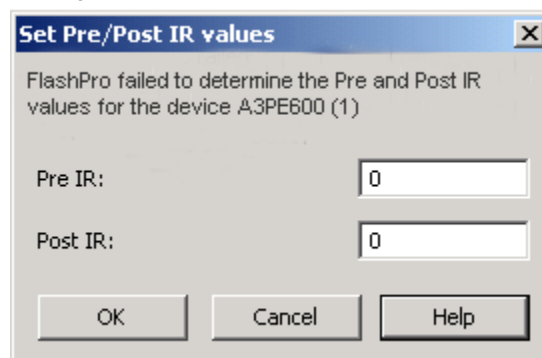 Set Pre/Post IR values
FlashPro failed to determine the Pre and Post IR
values for the device A3PE600 (1)
Pre IR: 0
Post IR: 0
OK Cancel Help